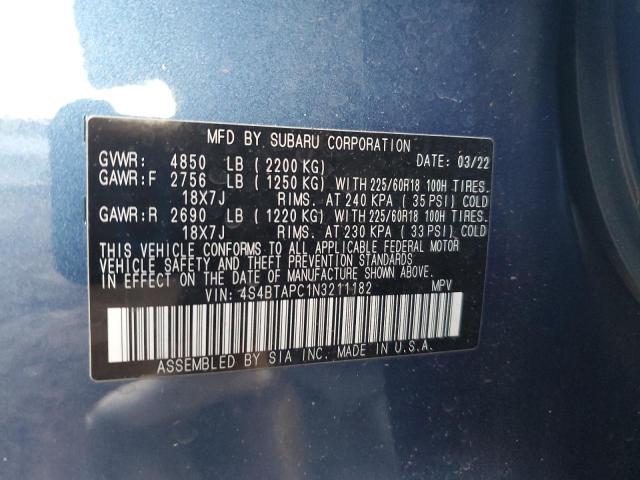 MFD BY SUBARU CORPORATION
GVWR: 4850 LB (2200 KG) DATE: 03/22
GAWR:F 2756 LB (1250 KG) WITH 225/60R18 100H TIRES.
18X7J RIMS. AT 240 KPA (35 PSI) COLD
GAWR:R 2690 LB (1220 KG) WITH 225/60R18 100H TIRES.
18X7J RIMS. AT 230 KPA (33 PSI) COLD
THIS VEHICLE CONFORMS TO ALL APPLICABLE FEDERAL MOTOR
VEHICLE SAFETY AND THEFT PREVENTION STANDARDS
IN EFFECT ON THE DATE OF MANUFACTURE SHOWN ABOVE.
VIN: 4S4BTAPC1N3211182 MPV
ASSEMBLED BY SIA INC. MADE IN U.S.A.